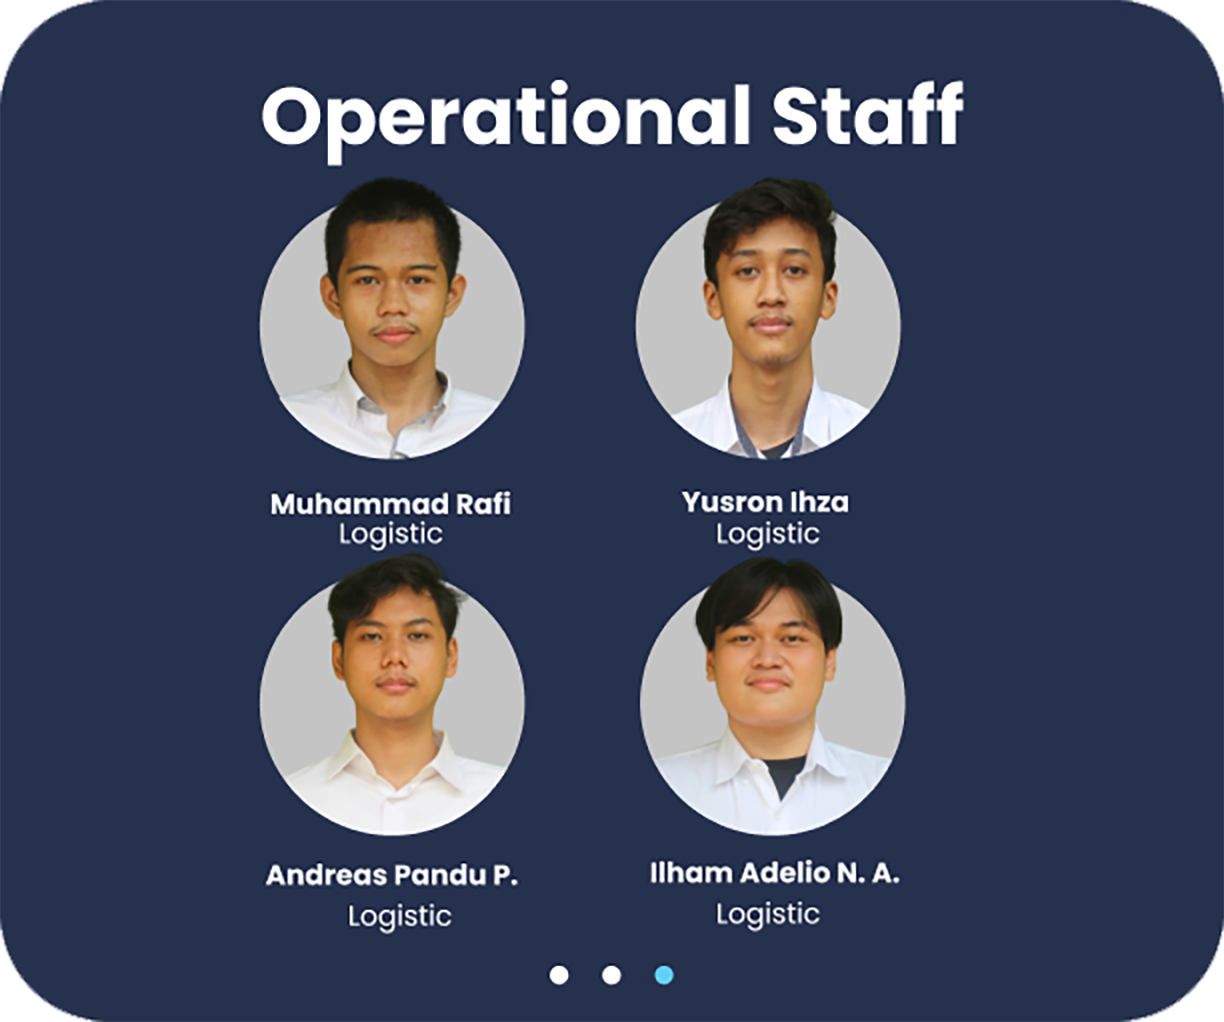 Operational Staff
Muhammad Rafi
Logistic
Yusron Ihza
Logistic
Andreas Pandu P.
Logistic
Ilham Adelio N. A.
Logistic